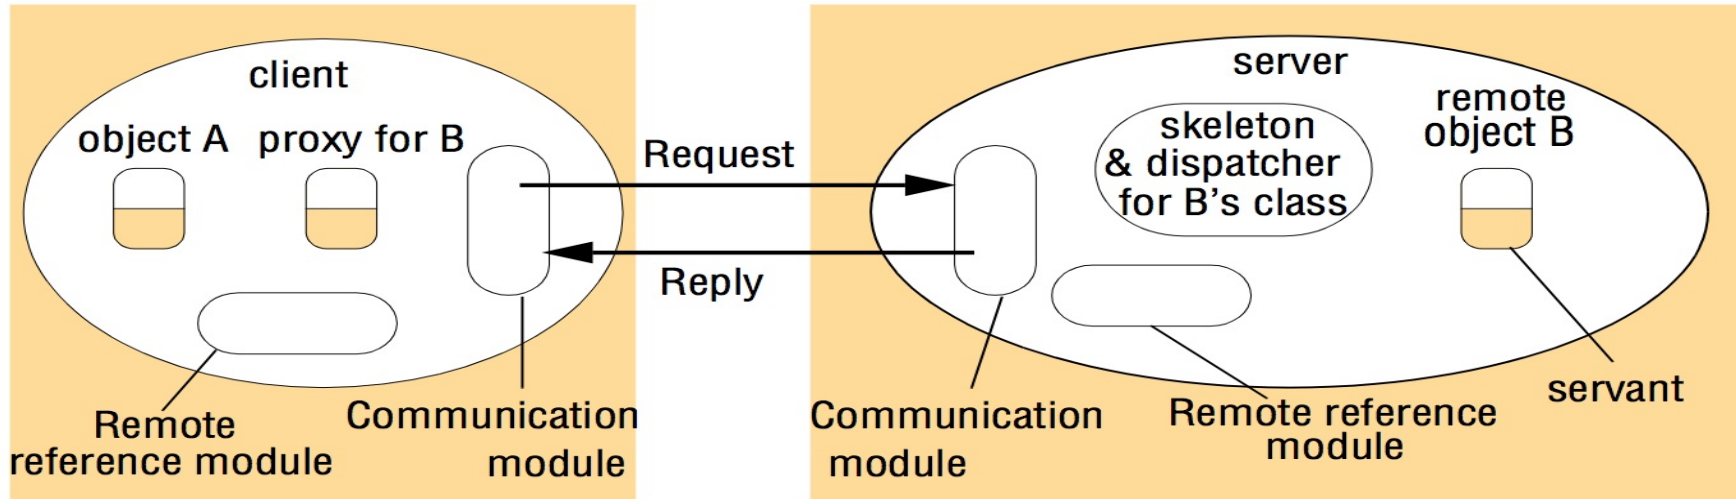 client
object A
proxy for B
Remote
reference module
Communication
module
Request
Reply
server
skeleton
& dispatcher
for B's class
remote
object B
Communication
module
Remote reference
module
servant